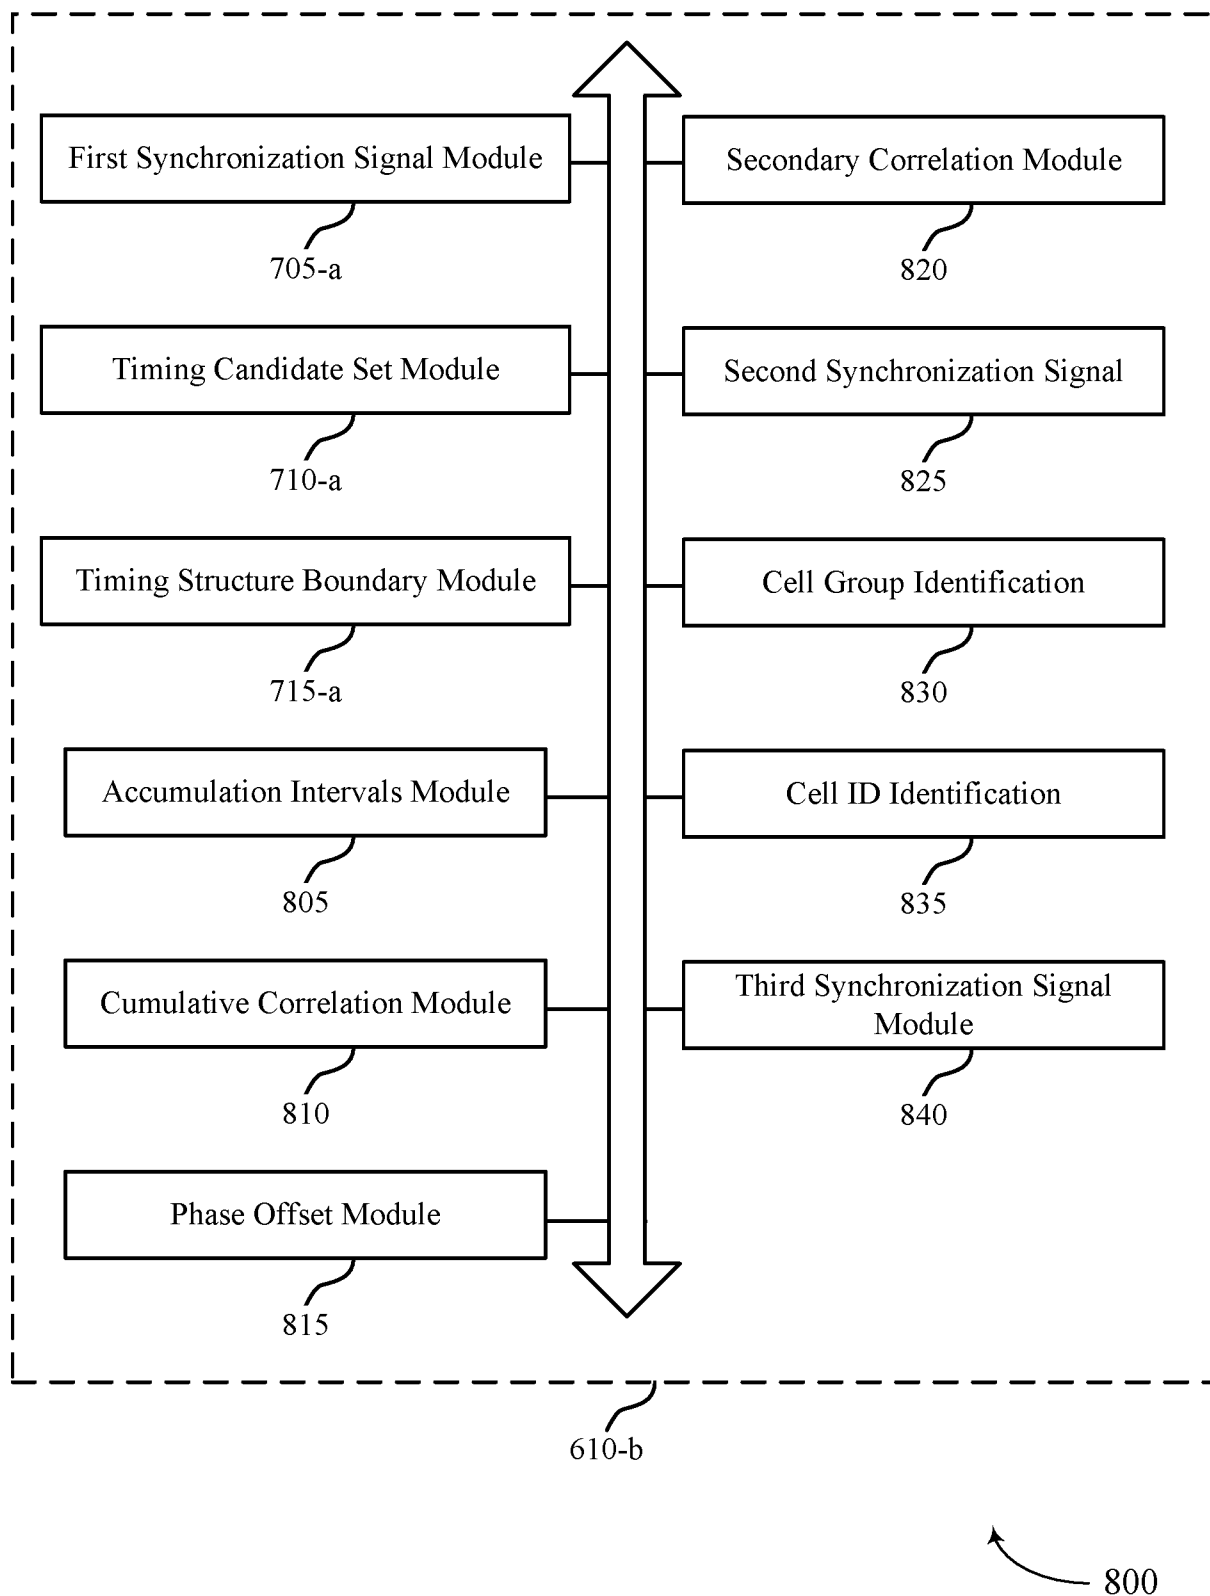 First Synchronization Signal Module
705-a
Timing Candidate Set Module
710-a
Timing Structure Boundary Module
715-a
Accumulation Intervals Module
805
Cumulative Correlation Module
810
Phase Offset Module
815
Secondary Correlation Module
820
Second Synchronization Signal
825
Cell Group Identification
830
Cell ID Identification
835
Third Synchronization Signal
Module
840
610-b
800